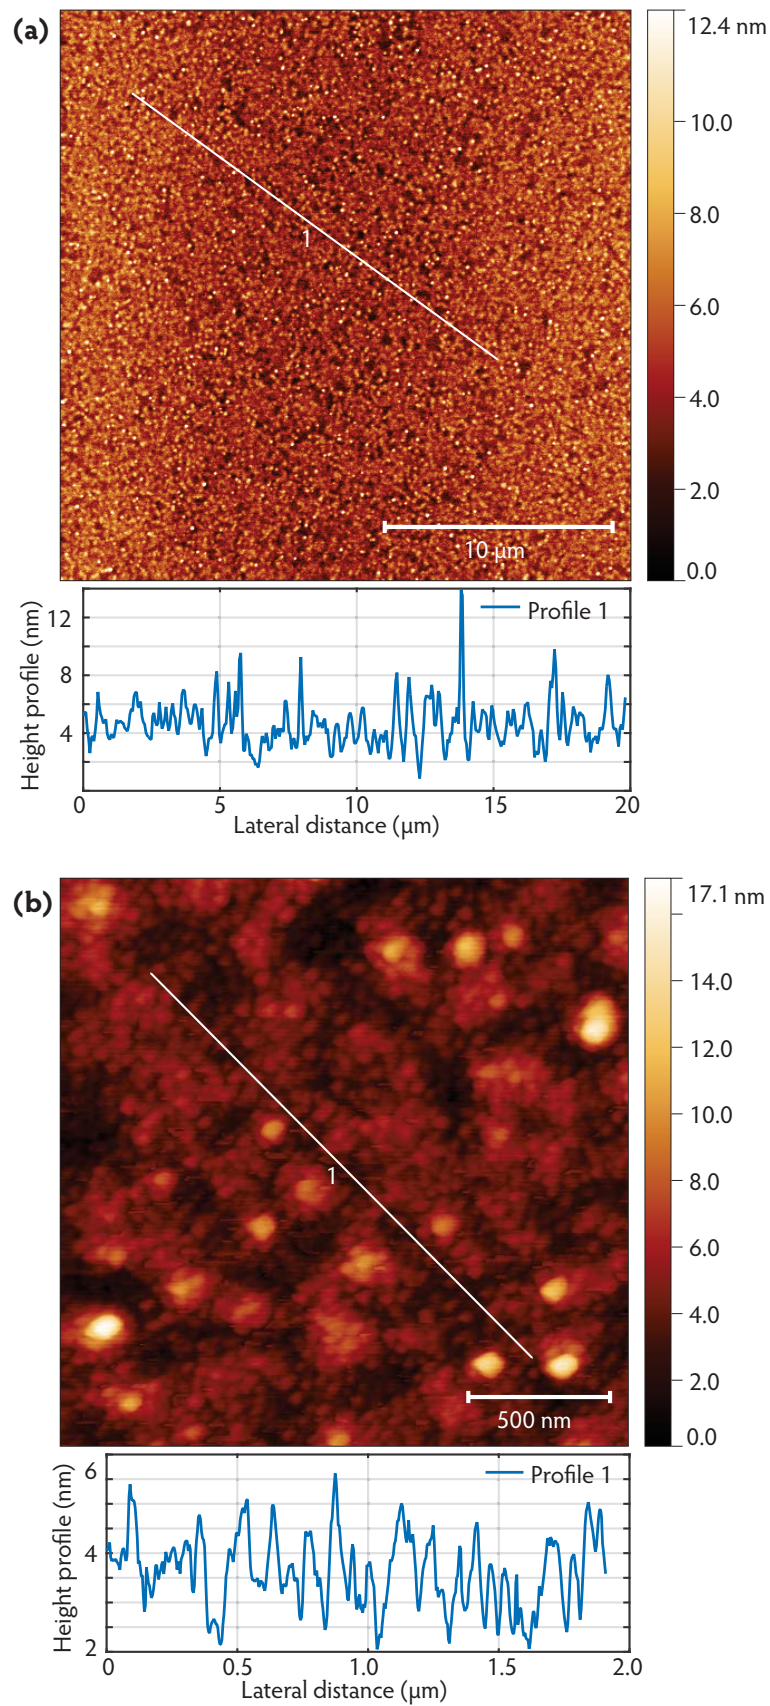 (a)
12.4 nm
10.0
8.0
6.0
4.0
2.0
0.0
1
10 µm
Height profile (nm)
12
8
4
Profile 1
0 5 10 15 20
Lateral distance (µm)
(b)
17.1 nm
14.0
12.0
10.0
8.0
6.0
4.0
2.0
0.0
1
500 nm
Height profile (nm)
6
4
2
Profile 1
0 0.5 1.0 1.5 2.0
Lateral distance (µm)